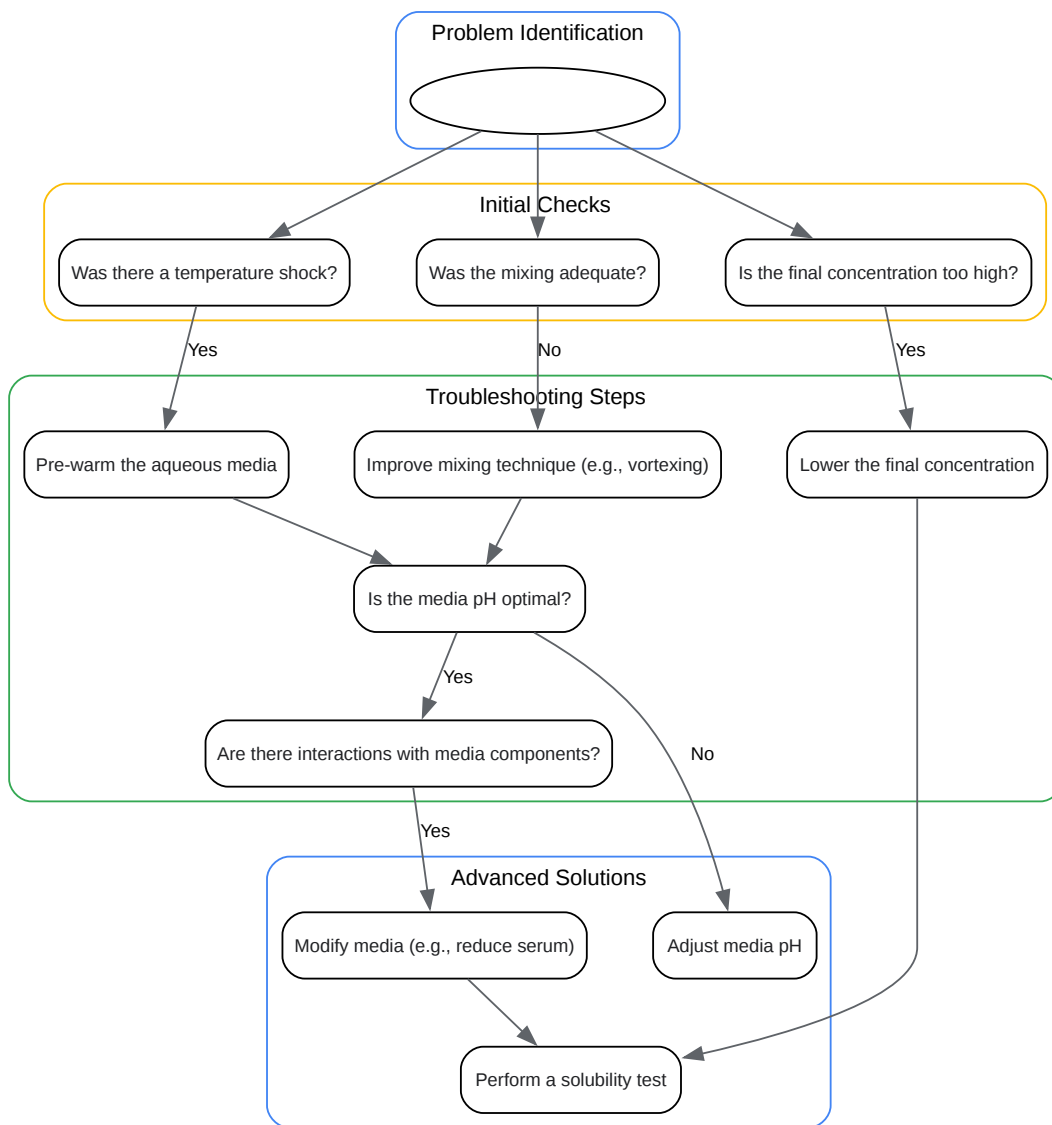 Problem Identification
Initial Checks
Was there a temperature shock?
Was the mixing adequate?
Is the final concentration too high?
Yes
No
Yes
Troubleshooting Steps
Pre-warm the aqueous media
Improve mixing technique (e.g., vortexing)
Lower the final concentration
Is the media pH optimal?
Yes
Are there interactions with media components?
No
Yes
Advanced Solutions
Modify media (e.g., reduce serum)
Adjust media pH
Perform a solubility test